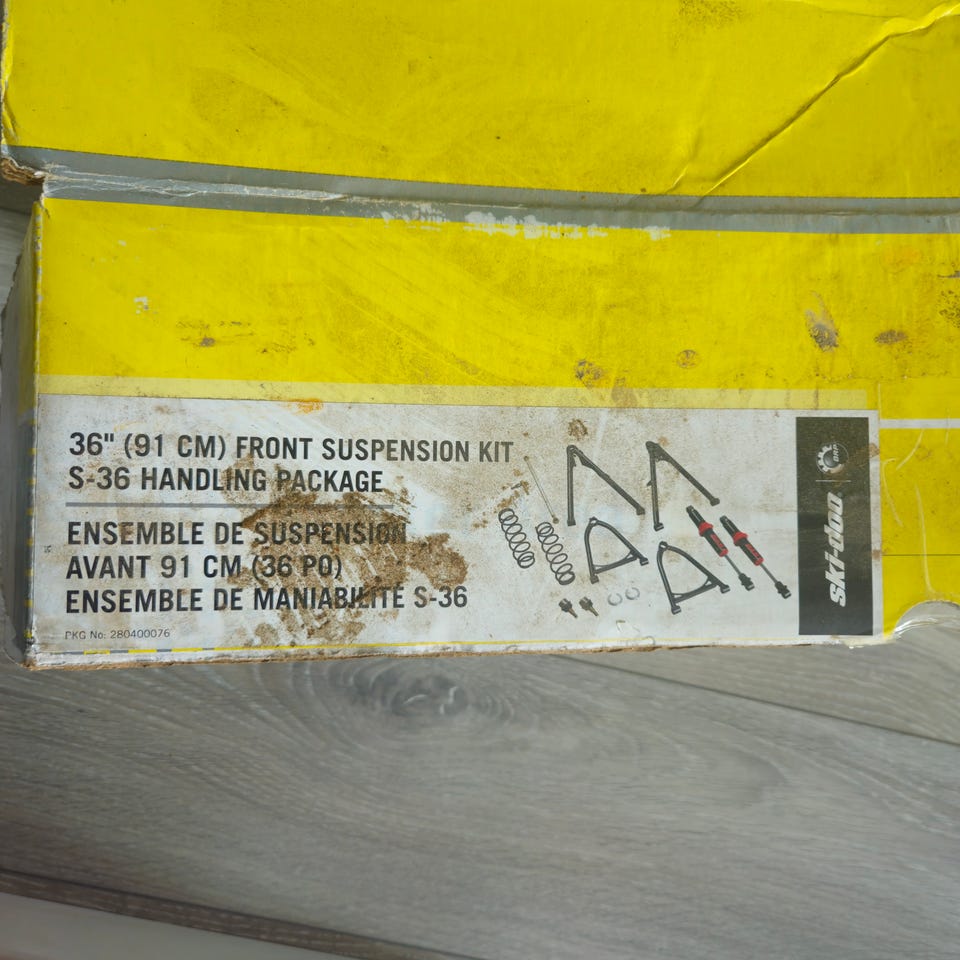 36" (91 CM) FRONT SUSPENSION KIT
S-36 HANDLING PACKAGE
ENSEMBLE DE SUSPENSION
AVANT 91 CM (36 PO)
ENSEMBLE DE MANIABILITÉ S-36
PKG No: 280400076
ski-doo
BRP